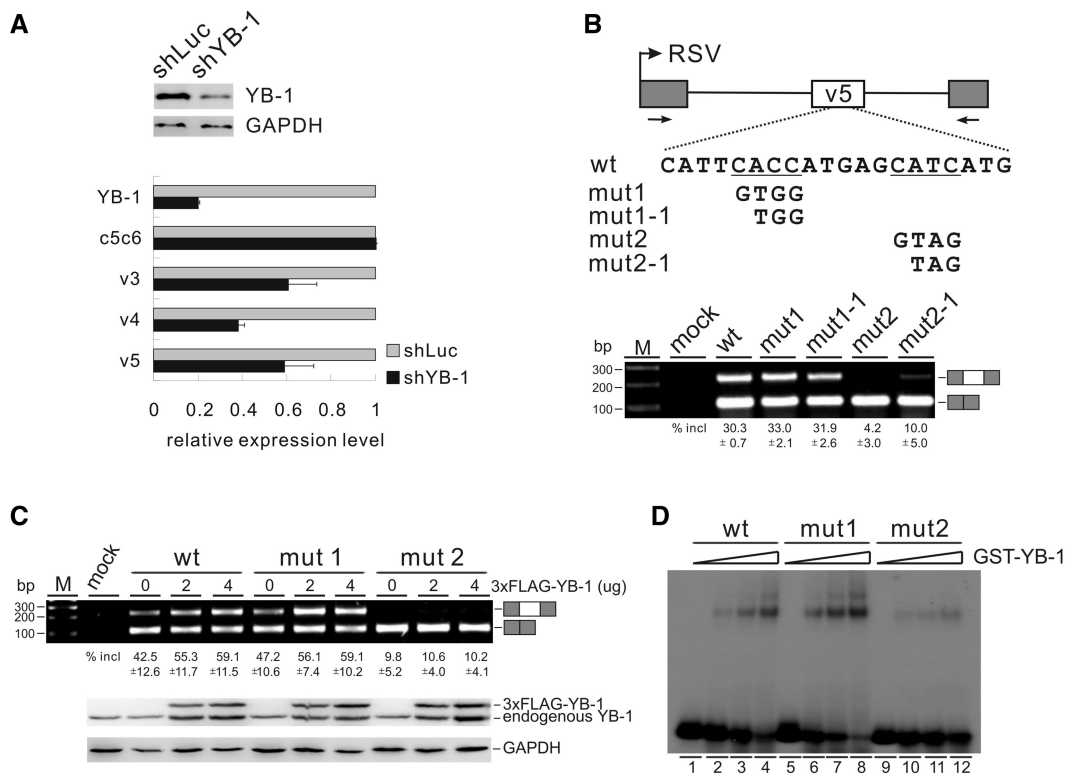 A
shLuc
shYB-1
YB-1
GAPDH
YB-1
c5c6
v3
v4
v5
shLuc
shYB-1
0 0.2 0.4 0.6 0.8 1
relative expression level
B
RSV
v5
wt CATTCACCATGAGCATCATG
mut1 GTGG
mut1-1 TGG
mut2 GTAG
mut2-1 TAG
bp M mock wt mut1 mut1-1 mut2 mut2-1
300
200
100
% incl 30.3 33.0 31.9 4.2 10.0
±0.7 ±2.1 ±2.6 ±3.0 ±5.0
C
mock wt mut 1 mut 2
bp M 0 2 4 0 2 4 0 2 4 3xFLAG-YB-1 (ug)
300
200
100
% incl 42.5 55.3 59.1 47.2 56.1 59.1 9.8 10.6 10.2
±12.6 ±11.7 ±11.5 ±10.6 ±7.4 ±10.2 ±5.2 ±4.0 ±4.1
3xFLAG-YB-1
endogenous YB-1
GAPDH
D
wt mut1 mut2
GST-YB-1
1 2 3 4 5 6 7 8 9 10 11 12